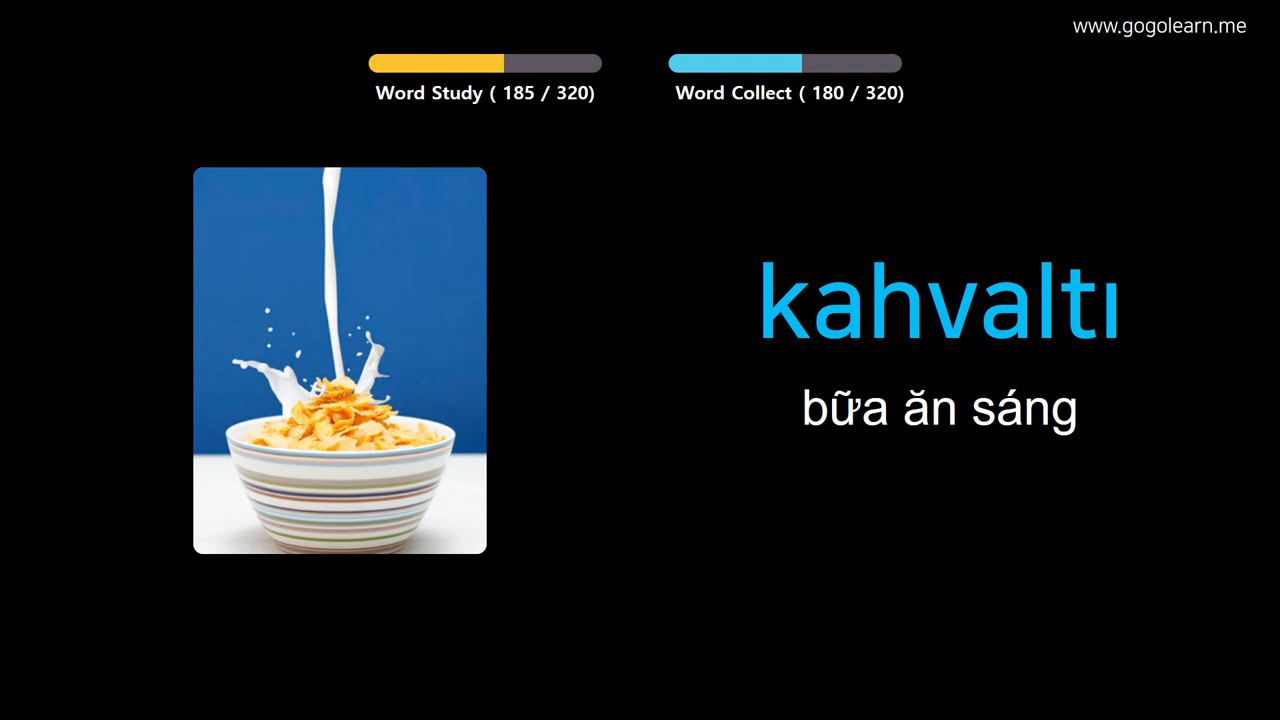 www.gogolearn.me
Word Study ( 185 / 320)
Word Collect ( 180 / 320)
kahvaltı
bữa ăn sáng